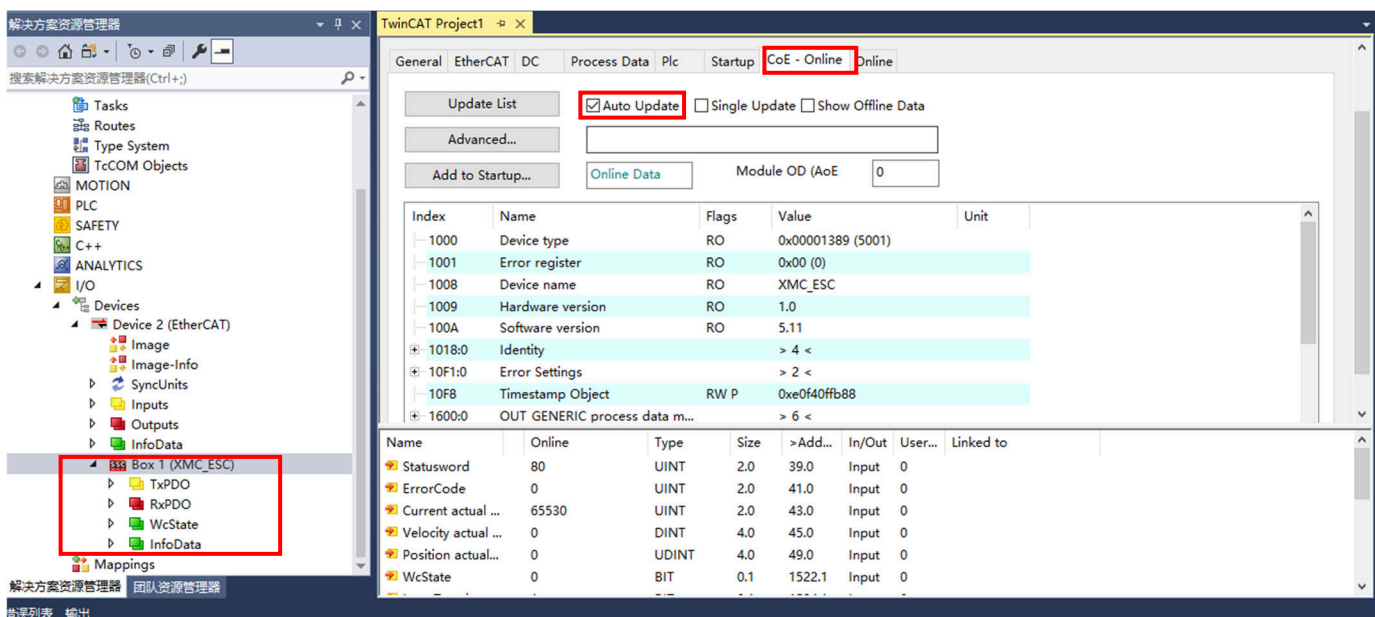 解决方案资源管理器
搜索解决方案资源管理器(Ctrl+;)
Tasks
Routes
Type System
TcCOM Objects
MOTION
PLC
SAFETY
C++
ANALYTICS
I/O
Devices
Device 2 (EtherCAT)
Image
Image-Info
SyncUnits
Inputs
Outputs
InfoData
Box 1 (XMC_ESC)
TxPDO
RxPDO
WcState
InfoData
Mappings
解决方案资源管理器 团队资源管理器
错误列表 输出
TwinCAT Project1
General EtherCAT DC Process Data Plc Startup CoE - Online Online
Update List Auto Update Single Update Show Offline Data
Advanced...
Add to Startup... Online Data Module OD (AoE 0
Index Name Flags Value Unit
1000 Device type RO 0x00001389 (5001)
1001 Error register RO 0x00 (0)
1008 Device name RO XMC_ESC
1009 Hardware version RO 1.0
100A Software version RO 5.11
1018:0 Identity > 4 <
10F1:0 Error Settings > 2 <
10F8 Timestamp Object RW P 0xe0f40ffb88
1600:0 OUT GENERIC process data m... > 6 <
Name Online Type Size >Add... In/Out User... Linked to
Statusword 80 UINT 2.0 39.0 Input 0
ErrorCode 0 UINT 2.0 41.0 Input 0
Current actual ... 65530 UINT 2.0 43.0 Input 0
Velocity actual ... 0 DINT 4.0 45.0 Input 0
Position actual... 0 UDINT 4.0 49.0 Input 0
WcState 0 BIT 0.1 1522.1 Input 0